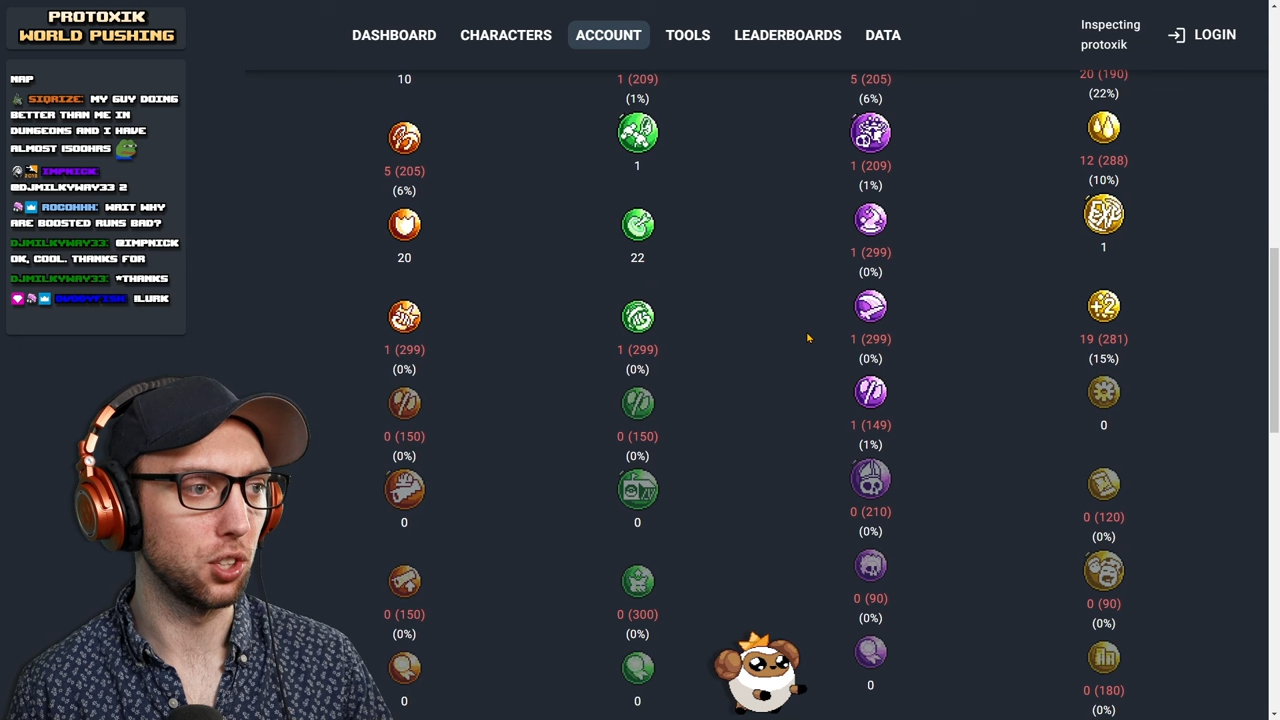 PROTOXIK
WORLD PUSHING
DASHBOARD
CHARACTERS
ACCOUNT
TOOLS
LEADERBOARDS
DATA
Inspecting
protoxik
LOGIN
MAP
SIQRIZE: MY GUY DOING
BETTER THAN ME IN
DUNGEONS AND I HAVE
ALMOST 1500HRS
IMPNICK:
@DJMILKYWAY33 2
ROCOHHH: WAIT WHY
ARE BOOSTED RUNS BAD?
DJMILKYWAY33: @IMPNICK
OK, COOL. THANKS FOR
DJMILKYWAY33: *THANKS
!LURK
10
1 (209)
(1%)
5 (205)
(6%)
20 (190)
(22%)
5 (205)
(6%)
1
1 (209)
(1%)
12 (288)
(10%)
20
22
1 (299)
(0%)
EXP
1
1 (299)
(0%)
1 (299)
(0%)
1 (299)
(0%)
+2
19 (281)
(15%)
0 (150)
(0%)
0 (150)
(0%)
1 (149)
(1%)
0
0
0
0 (210)
(0%)
0 (120)
(0%)
0 (150)
(0%)
0 (300)
(0%)
0 (90)
(0%)
0 (90)
(0%)
0
0
0
0 (180)
(0%)